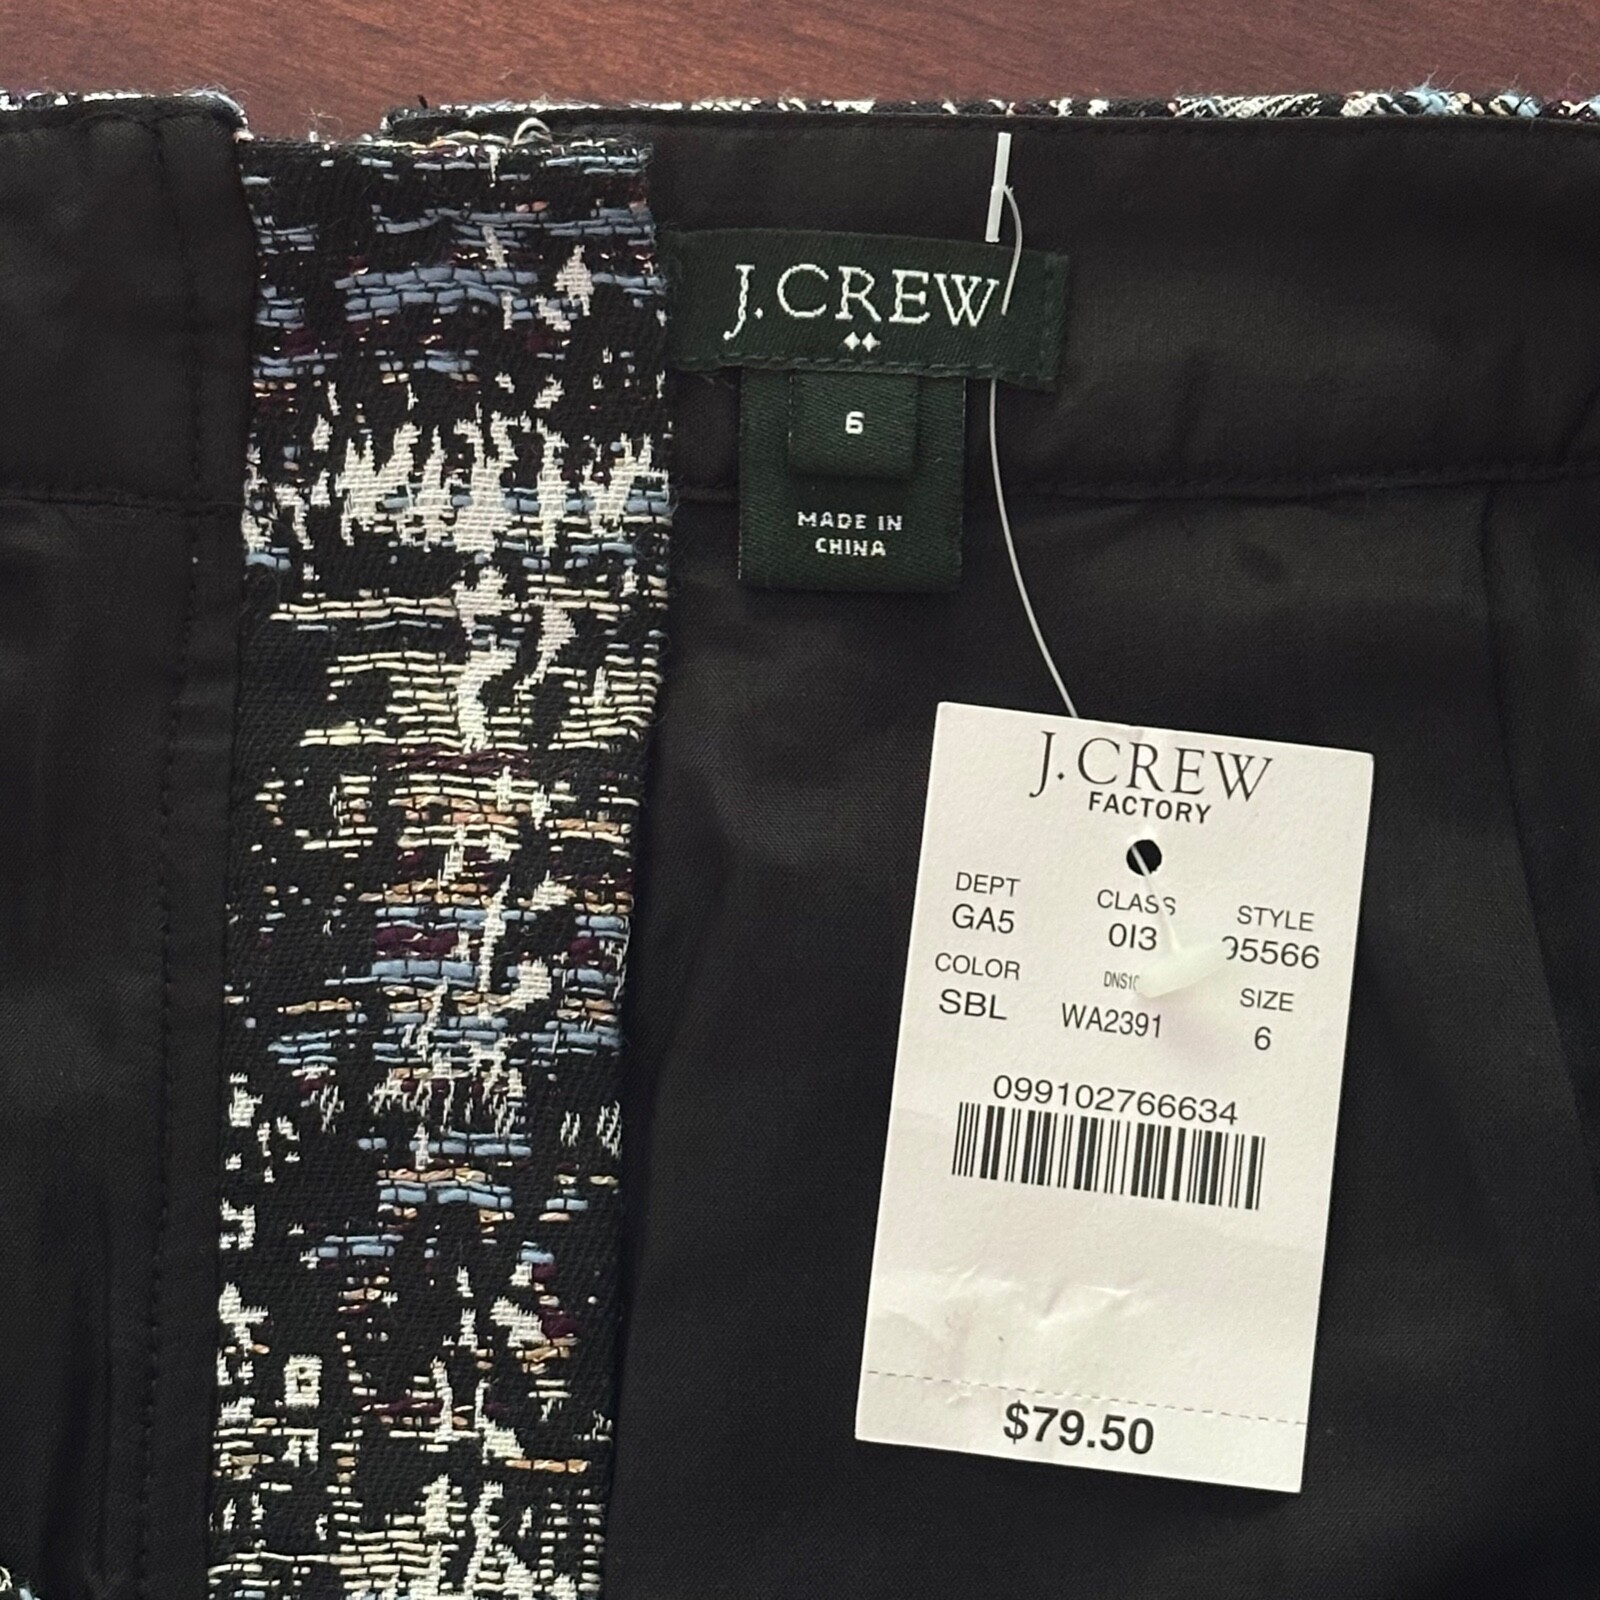 J.CREW
6
MADE IN
CHINA
J.CREW
FACTORY
DEPT CLASS STYLE
GA5 013 95566
COLOR SIZE
SBL WA2391 6
099102766634
$79.50